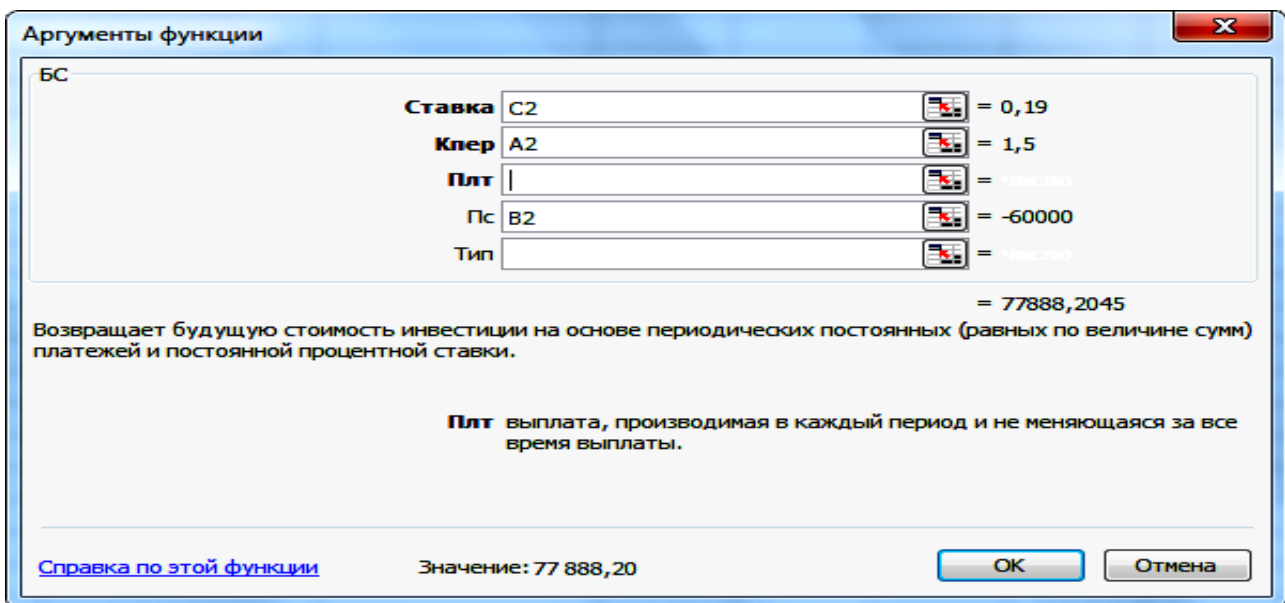 Аргументы функции
БС
Ставка C2 = 0,19
Кпер A2 = 1,5
Плт = число
Пс B2 = -60000
Тип = число
= 77888,2045
Возвращает будущую стоимость инвестиции на основе периодических постоянных (равных по величине сумм)
платежей и постоянной процентной ставки.
Плт выплата, производимая в каждый период и не меняющаяся за все
время выплаты.
Справка по этой функции Значение: 77 888,20 ОК Отмена